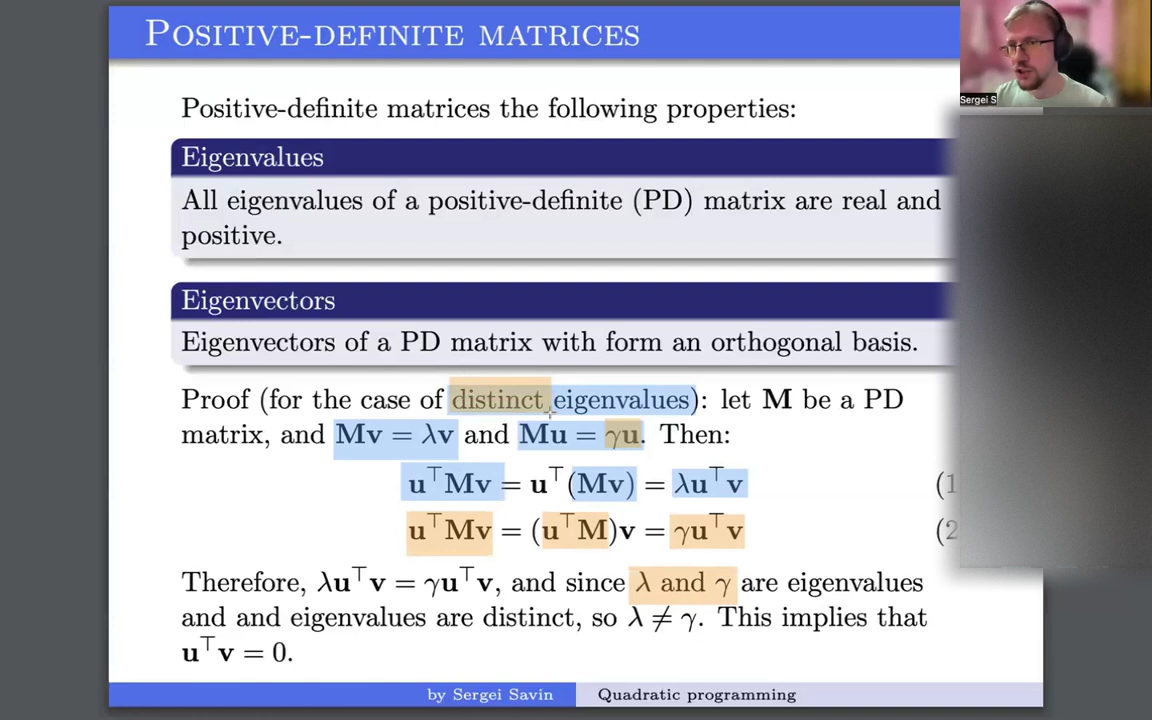 Positive-definite matrices
Sergei S
Positive-definite matrices the following properties:
Eigenvalues
All eigenvalues of a positive-definite (PD) matrix are real and
positive.
Eigenvectors
Eigenvectors of a PD matrix with form an orthogonal basis.
Proof (for the case of distinct eigenvalues): let M be a PD
matrix, and Mv = λv and Mu = γu. Then:
u⊤Mv = u⊤(Mv) = λu⊤v (1
u⊤Mv = (u⊤M)v = γu⊤v (2
Therefore, λu⊤v = γu⊤v, and since λ and γ are eigenvalues
and and eigenvalues are distinct, so λ ≠ γ. This implies that
u⊤v = 0.
by Sergei Savin Quadratic programming